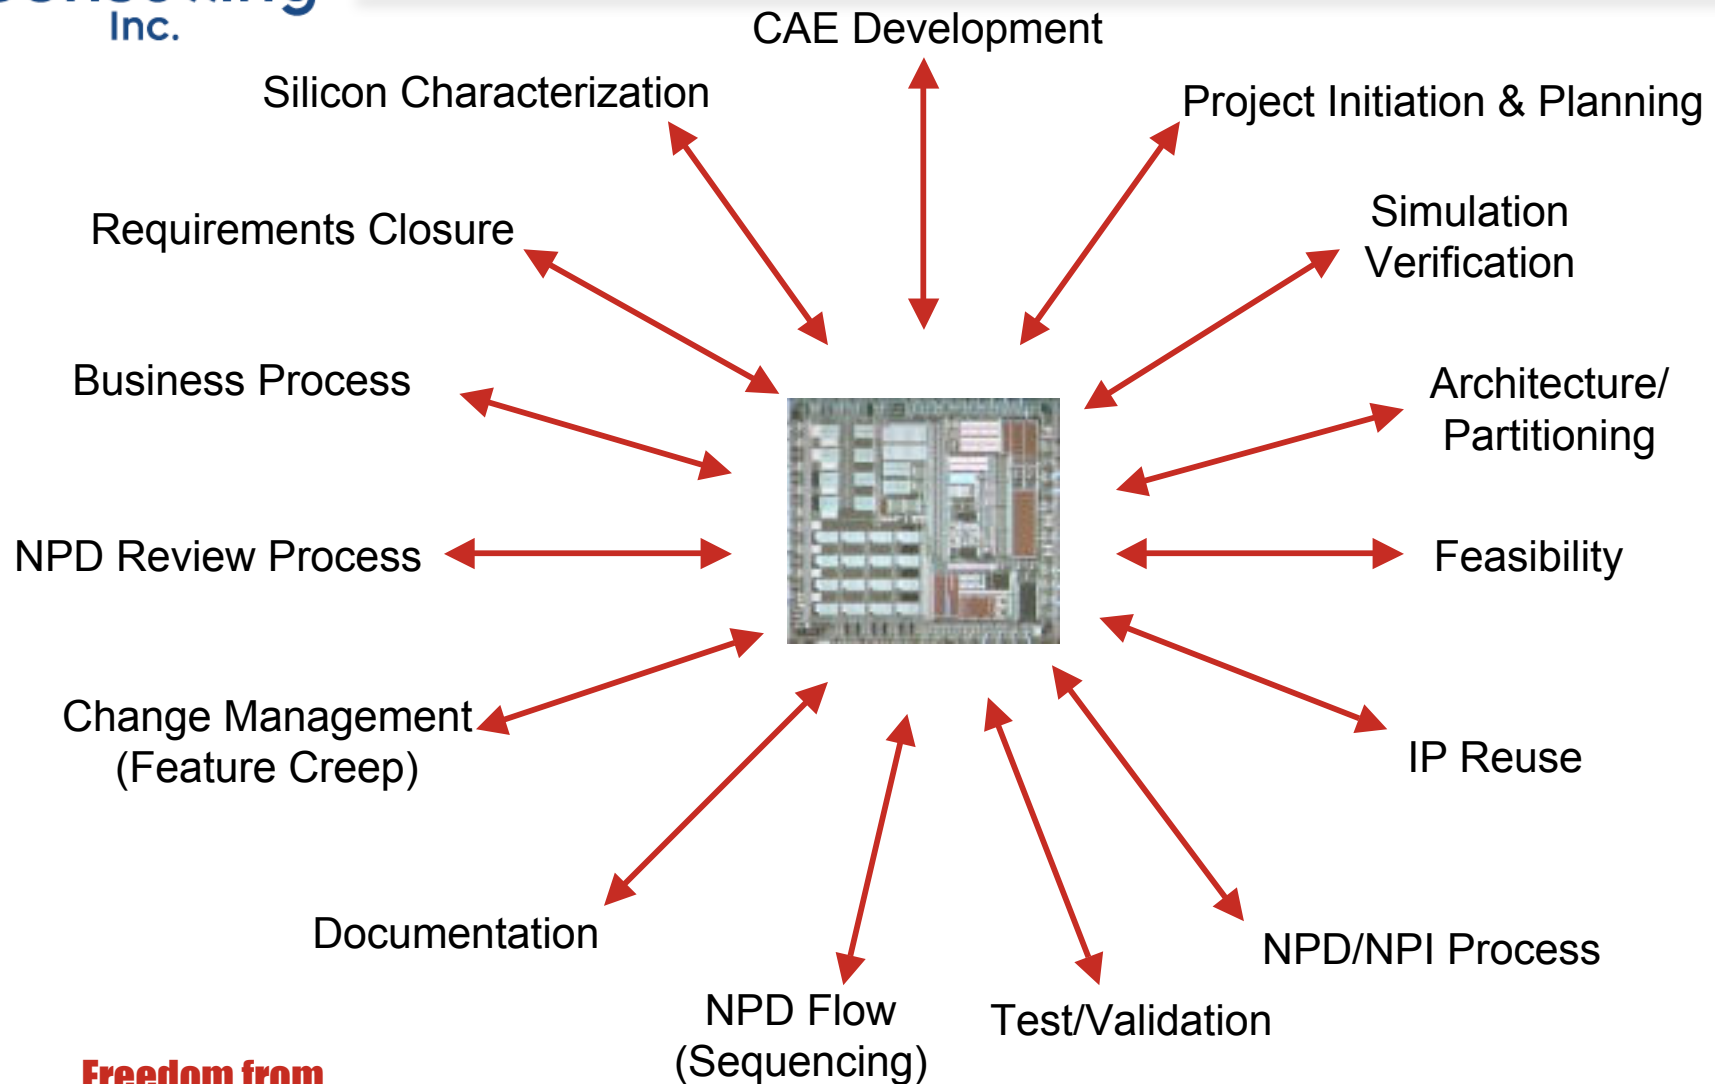 Inc.
CAE Development
Silicon Characterization
Project Initiation & Planning
Requirements Closure
Simulation
Verification
Business Process
Architecture/
Partitioning
NPD Review Process
Feasibility
Change Management
(Feature Creep)
IP Reuse
Documentation
NPD/NPI Process
NPD Flow
(Sequencing)
Test/Validation
Freedom from